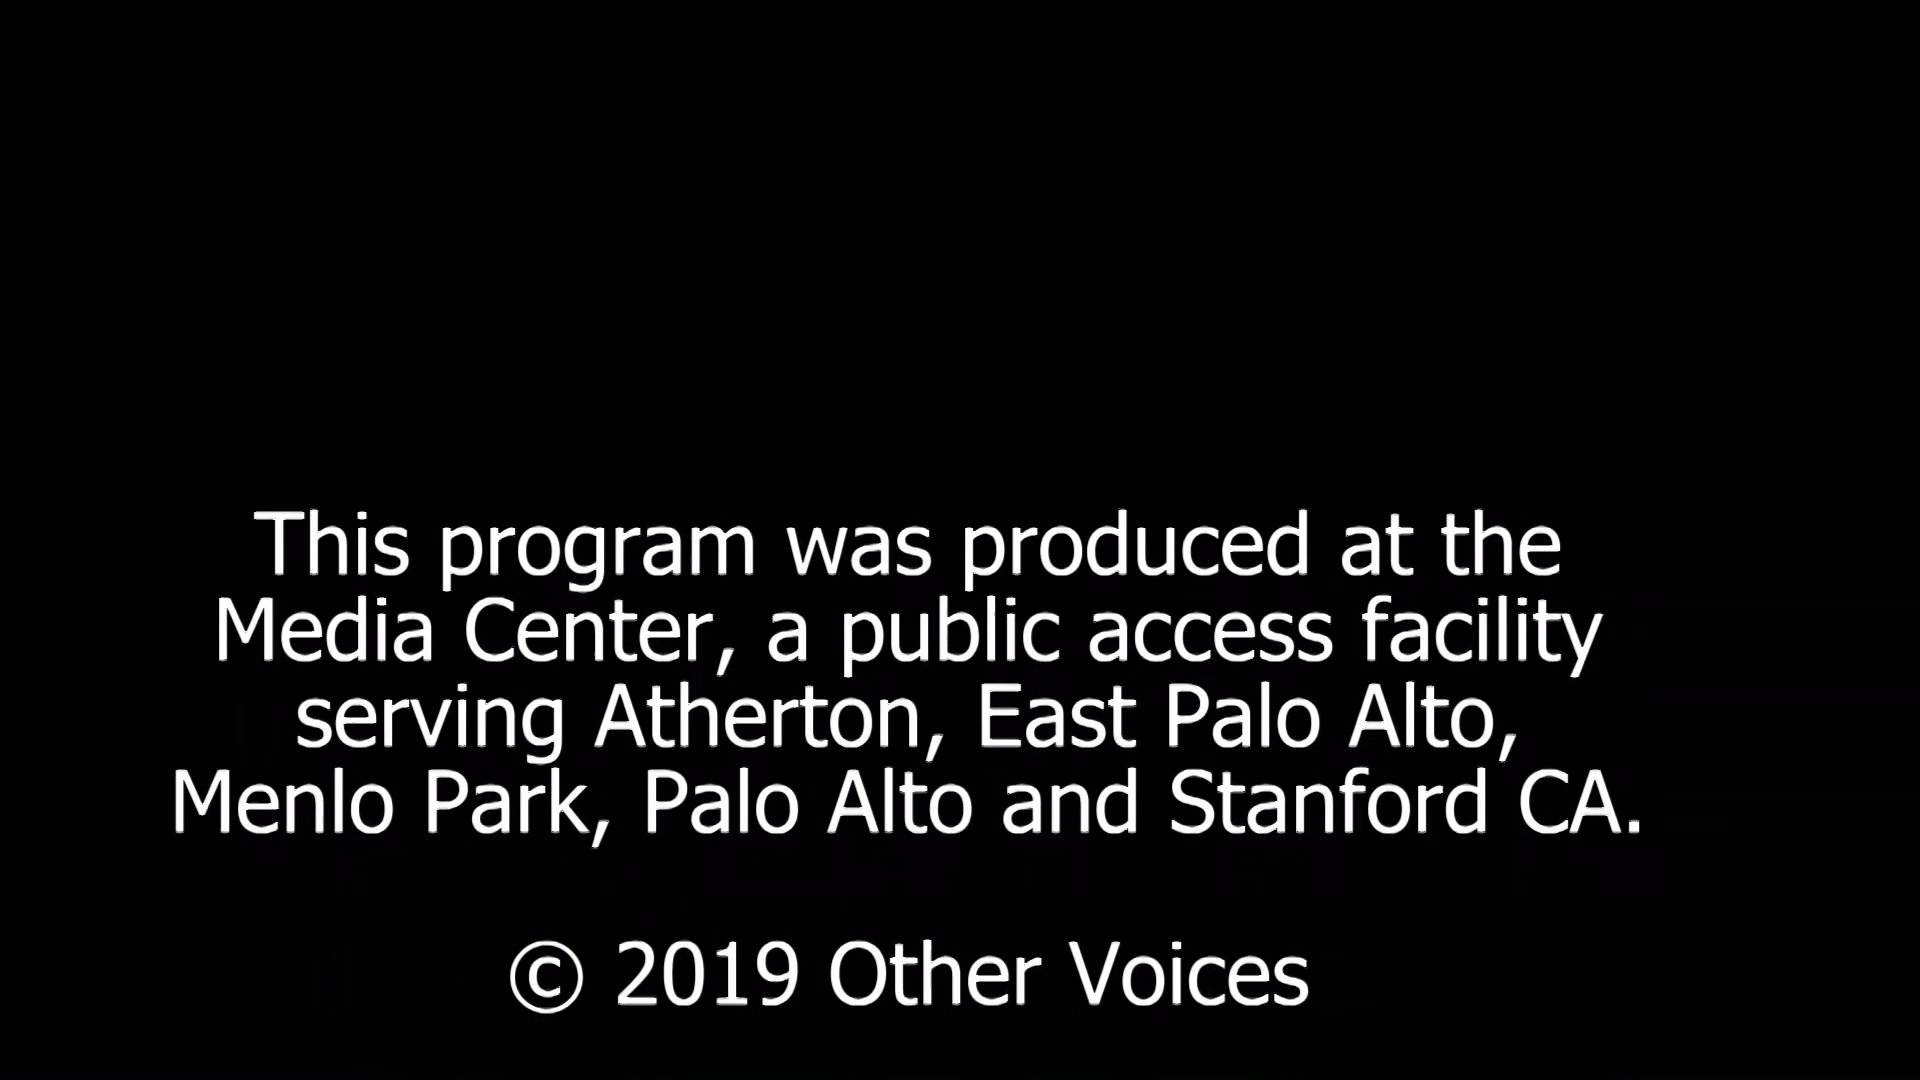 This program was produced at the
Media Center, a public access facility
serving Atherton, East Palo Alto,
Menlo Park, Palo Alto and Stanford CA.
© 2019 Other Voices